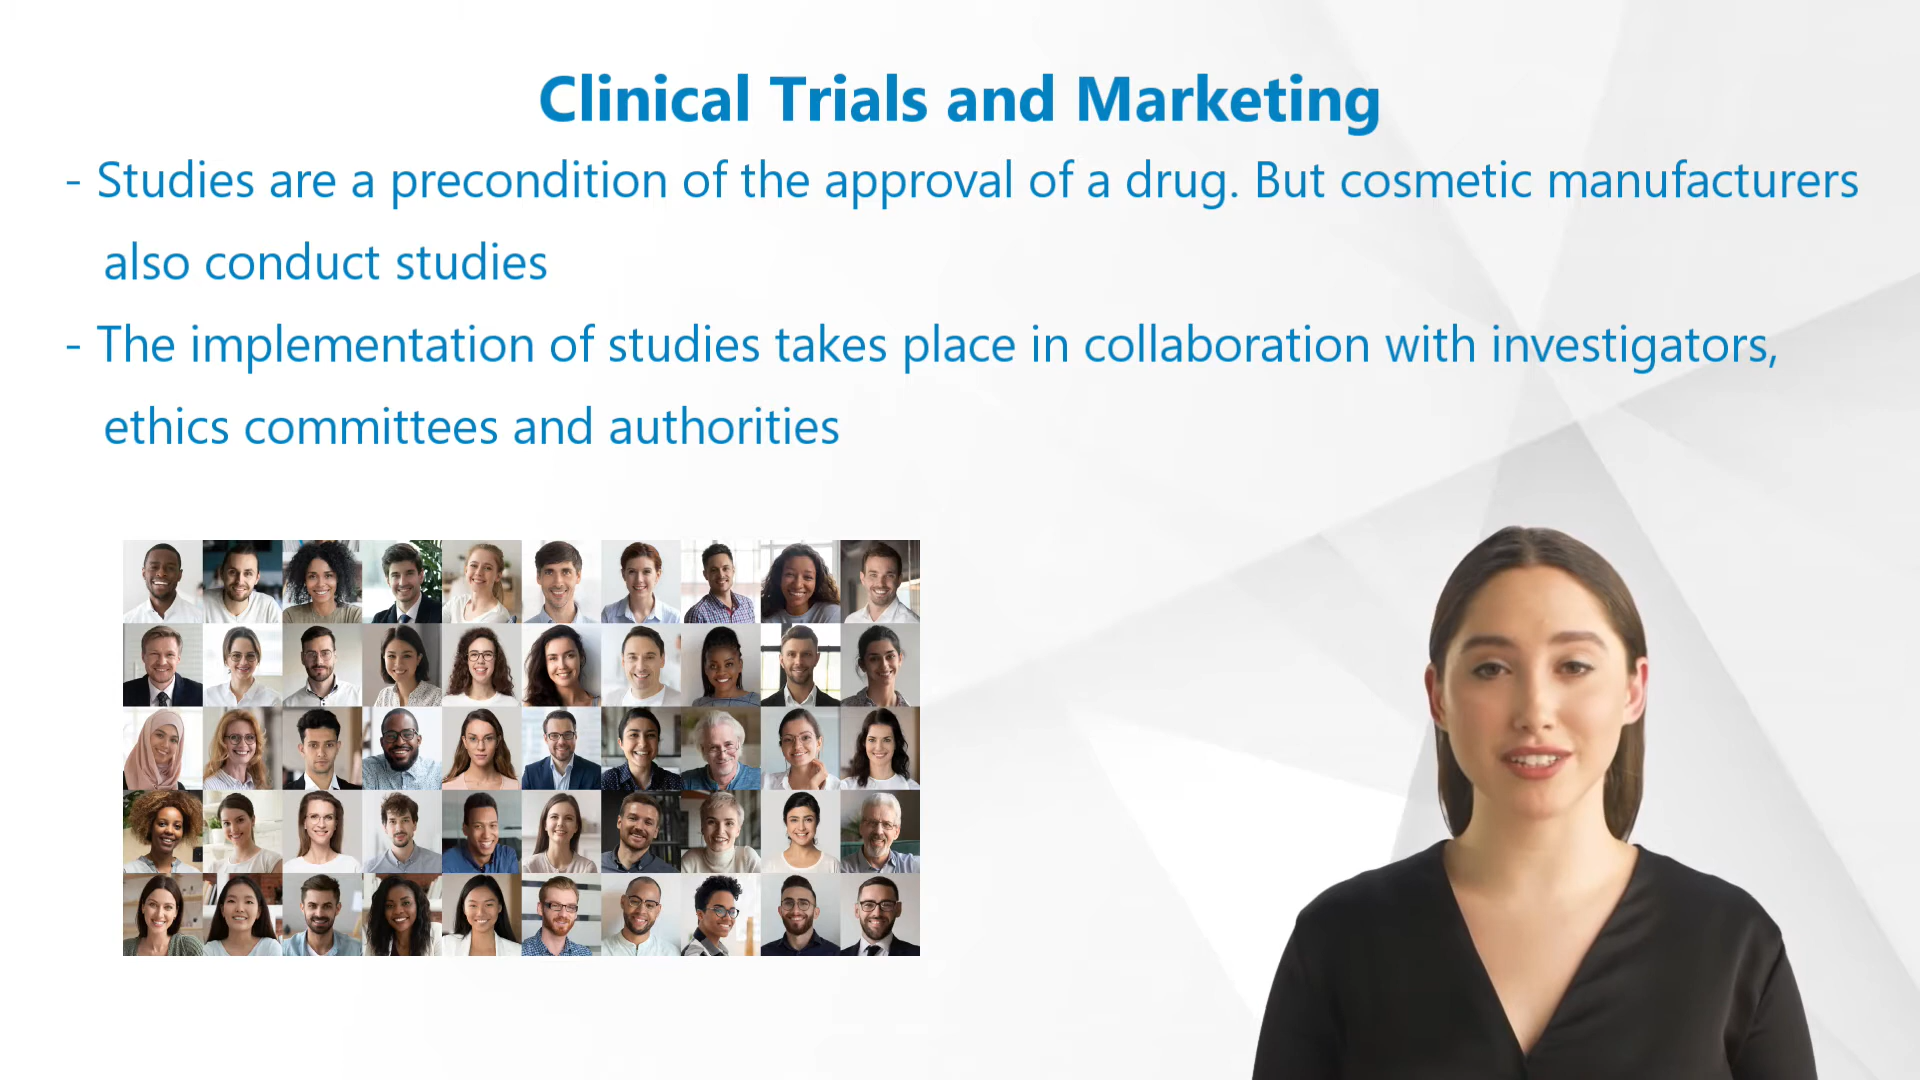 Clinical Trials and Marketing
- Studies are a precondition of the approval of a drug. But cosmetic manufacturers
also conduct studies
- The implementation of studies takes place in collaboration with investigators,
ethics committees and authorities